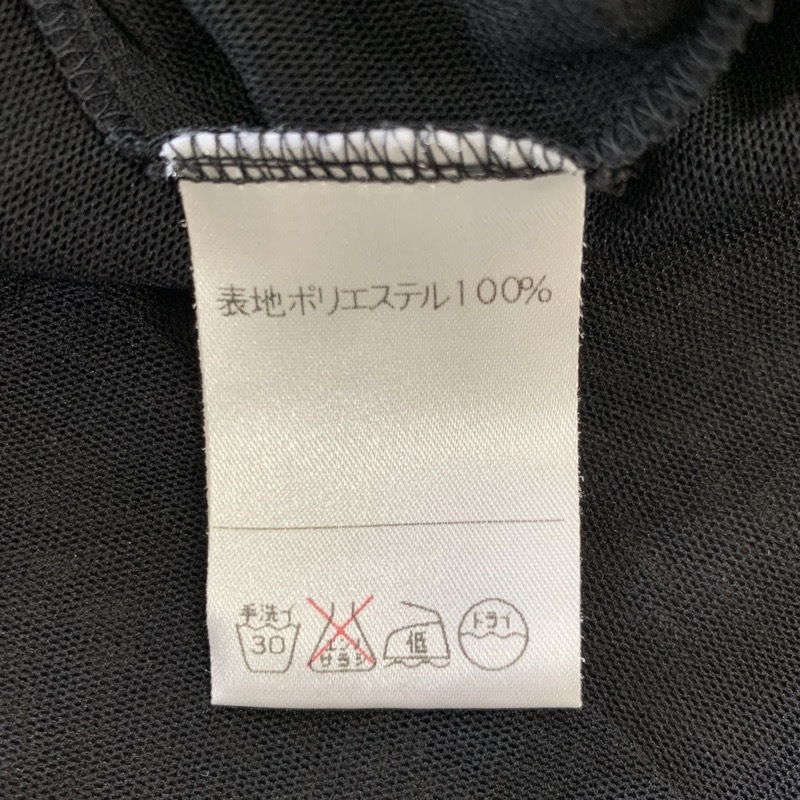 表地ポリエステル100%
手洗イ
30
エンソ
サラシ
低
ドライ